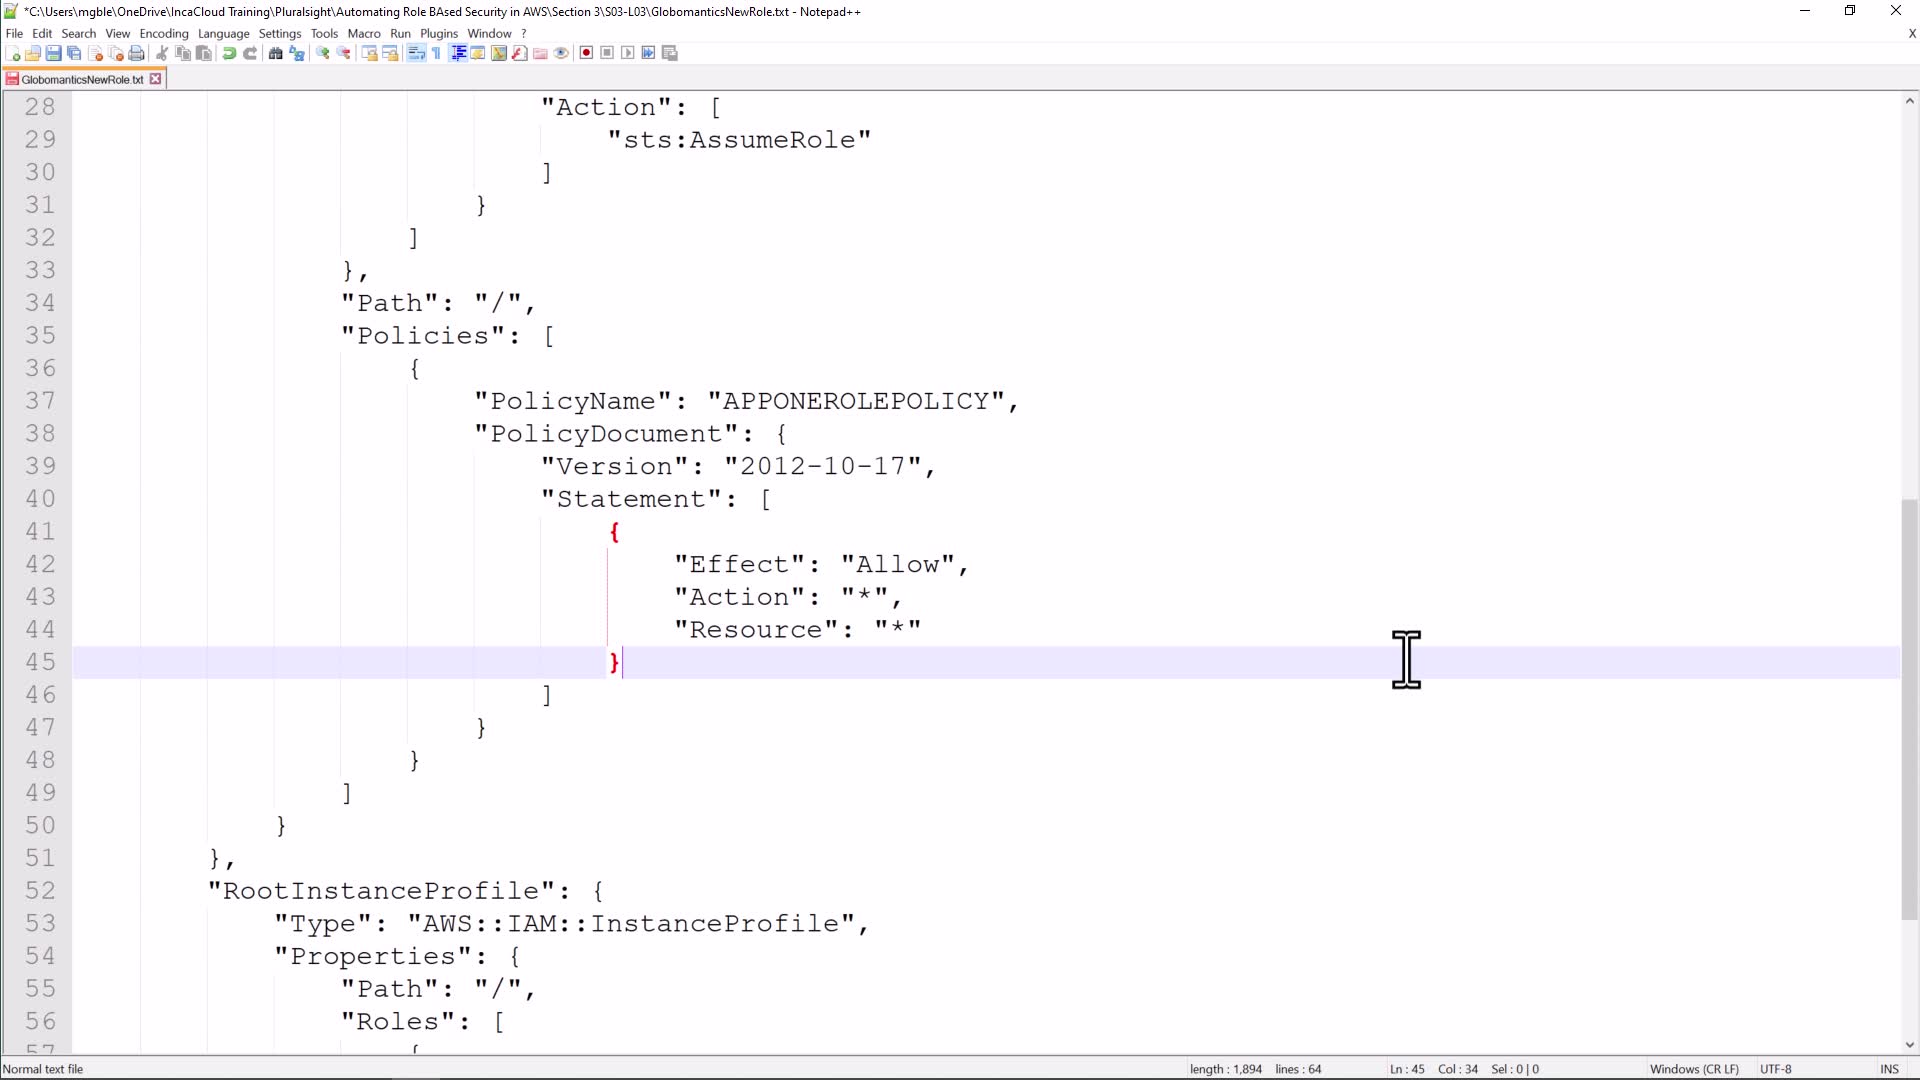 *C:\Users\mgble\OneDrive\IncaCloud Training\Pluralsight\Automating Role BAsed Security in AWS\Section 3\S03-L03\GlobomanticsNewRole.txt - Notepad++
File Edit Search View Encoding Language Settings Tools Macro Run Plugins Window ? X
GlobomanticsNewRole.txt
28 "Action": [
29 "sts:AssumeRole"
30 ]
31 }
32 ]
33 },
34 "Path": "/",
35 "Policies": [
36 {
37 "PolicyName": "APPONEROLEPOLICY",
38 "PolicyDocument": {
39 "Version": "2012-10-17",
40 "Statement": [
41 {
42 "Effect": "Allow",
43 "Action": "*",
44 "Resource": "*"
45 }
46 ]
47 }
48 }
49 ]
50 }
51 },
52 "RootInstanceProfile": {
53 "Type": "AWS::IAM::InstanceProfile",
54 "Properties": {
55 "Path": "/",
56 "Roles": [
57 {
Normal text file length : 1,894 lines : 64 Ln : 45 Col : 34 Sel : 0 | 0 Windows (CR LF) UTF-8 INS